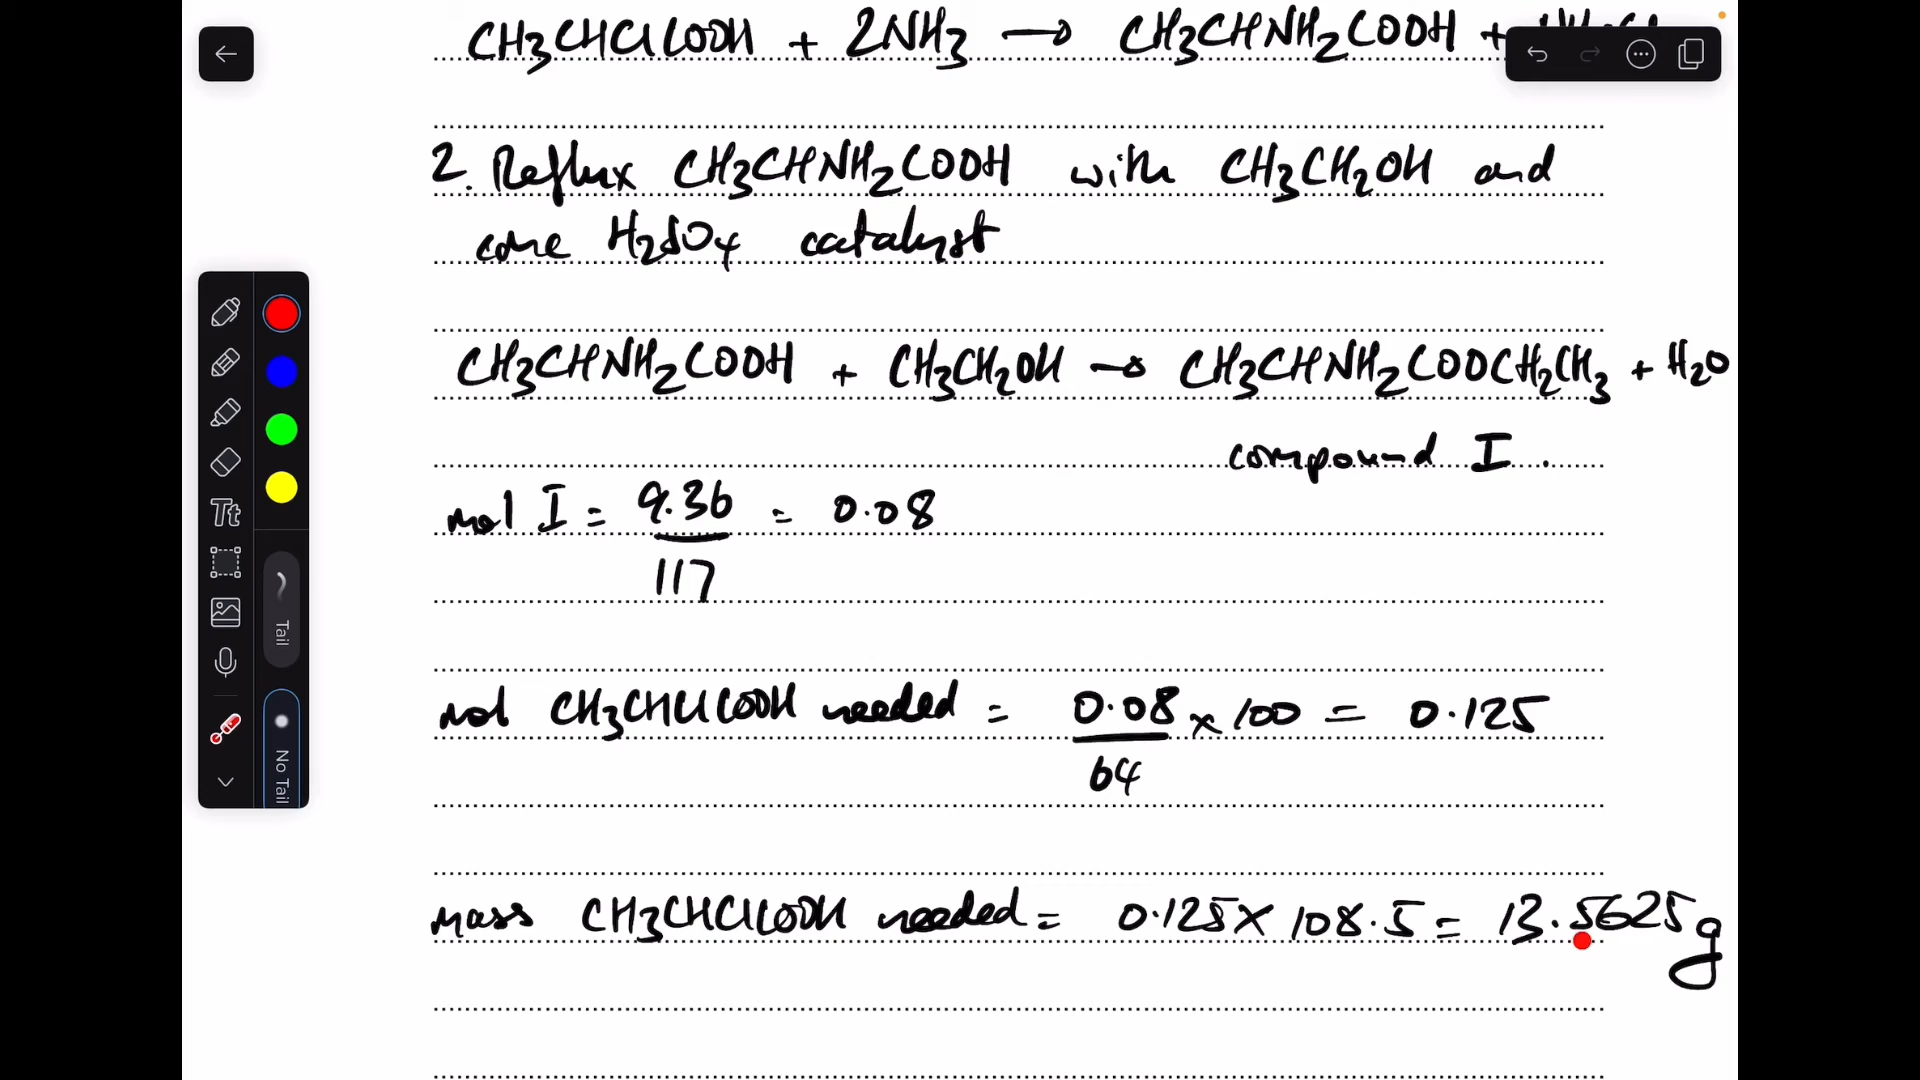 CH3CHClCOOH + 2NH3 → CH3CHNH2COOH +
2. Reflux CH3CHNH2COOH with CH3CH2OH and
conc H2SO4 catalyst
CH3CHNH2COOH + CH3CH2OH → CH3CHNH2COOCH2CH3 + H2O
compound I.
mol I = 9.36 = 0.08
117
mol CH3CHClCOOH needed = 0.08 x 100 = 0.125
64
mass CH3CHClCOOH needed = 0.125 x 108.5 = 13.5625g
Tt
Tail
No Tail